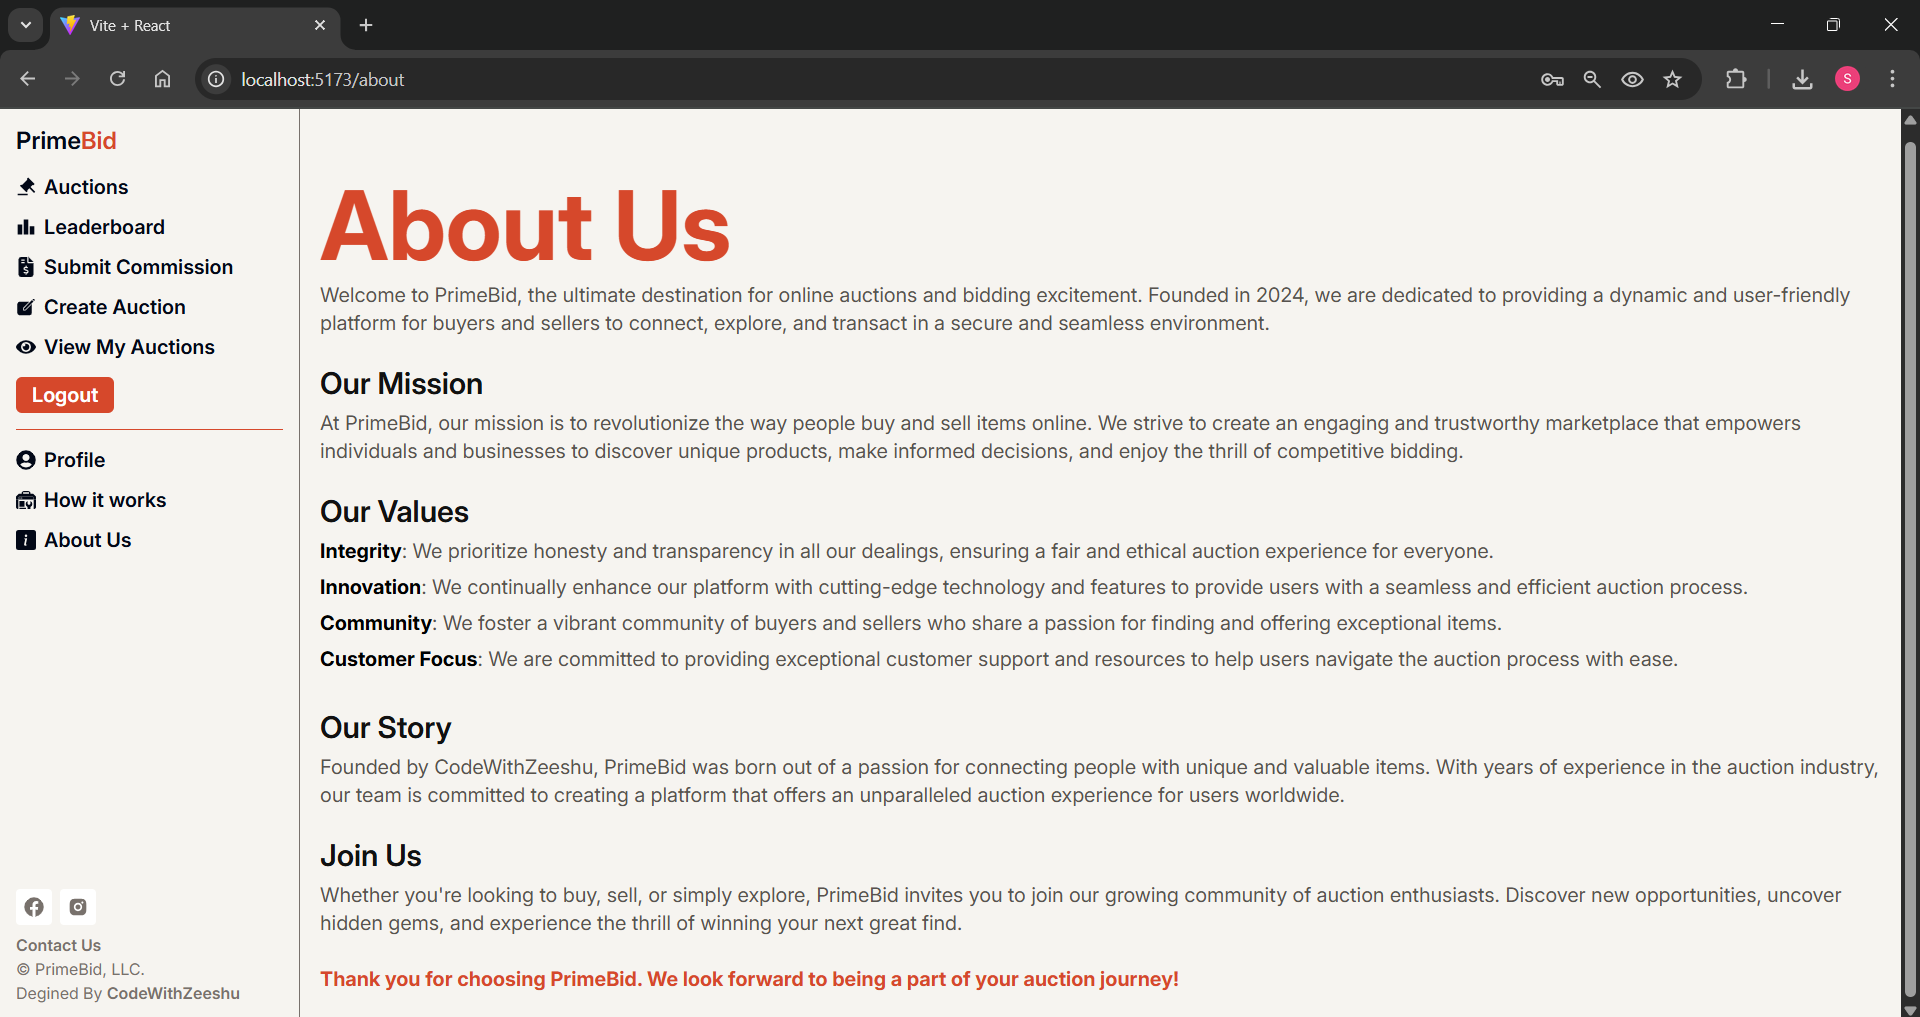 Vite + React
localhost:5173/about
S
PrimeBid
Auctions
Leaderboard
Submit Commission
Create Auction
View My Auctions
Logout
Profile
How it works
About Us
Contact Us
© PrimeBid, LLC.
Degined By CodeWithZeeshu
About Us
Welcome to PrimeBid, the ultimate destination for online auctions and bidding excitement. Founded in 2024, we are dedicated to providing a dynamic and user-friendly
platform for buyers and sellers to connect, explore, and transact in a secure and seamless environment.
Our Mission
At PrimeBid, our mission is to revolutionize the way people buy and sell items online. We strive to create an engaging and trustworthy marketplace that empowers
individuals and businesses to discover unique products, make informed decisions, and enjoy the thrill of competitive bidding.
Our Values
Integrity: We prioritize honesty and transparency in all our dealings, ensuring a fair and ethical auction experience for everyone.
Innovation: We continually enhance our platform with cutting-edge technology and features to provide users with a seamless and efficient auction process.
Community: We foster a vibrant community of buyers and sellers who share a passion for finding and offering exceptional items.
Customer Focus: We are committed to providing exceptional customer support and resources to help users navigate the auction process with ease.
Our Story
Founded by CodeWithZeeshu, PrimeBid was born out of a passion for connecting people with unique and valuable items. With years of experience in the auction industry,
our team is committed to creating a platform that offers an unparalleled auction experience for users worldwide.
Join Us
Whether you're looking to buy, sell, or simply explore, PrimeBid invites you to join our growing community of auction enthusiasts. Discover new opportunities, uncover
hidden gems, and experience the thrill of winning your next great find.
Thank you for choosing PrimeBid. We look forward to being a part of your auction journey!